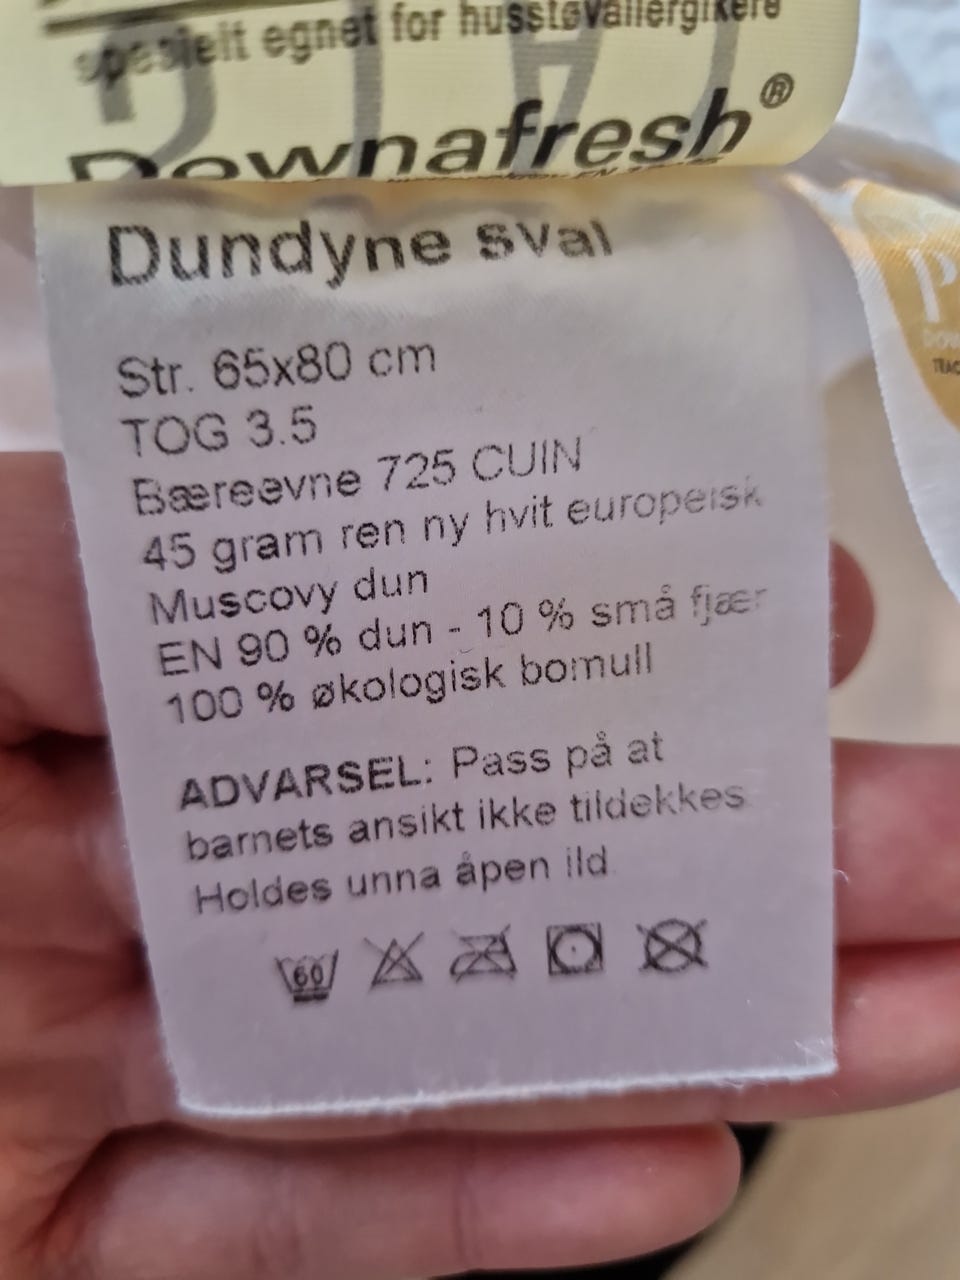 spesielt egnet for husstøvallergikere
Downafresh®
Dundyne sval
Str. 65x80 cm
TOG 3.5
Bæreevne 725 CUIN
45 gram ren ny hvit europeisk
Muscovy dun
EN 90 % dun - 10 % små fjær
100 % økologisk bomull
ADVARSEL: Pass på at
barnets ansikt ikke tildekkes
Holdes unna åpen ild
60